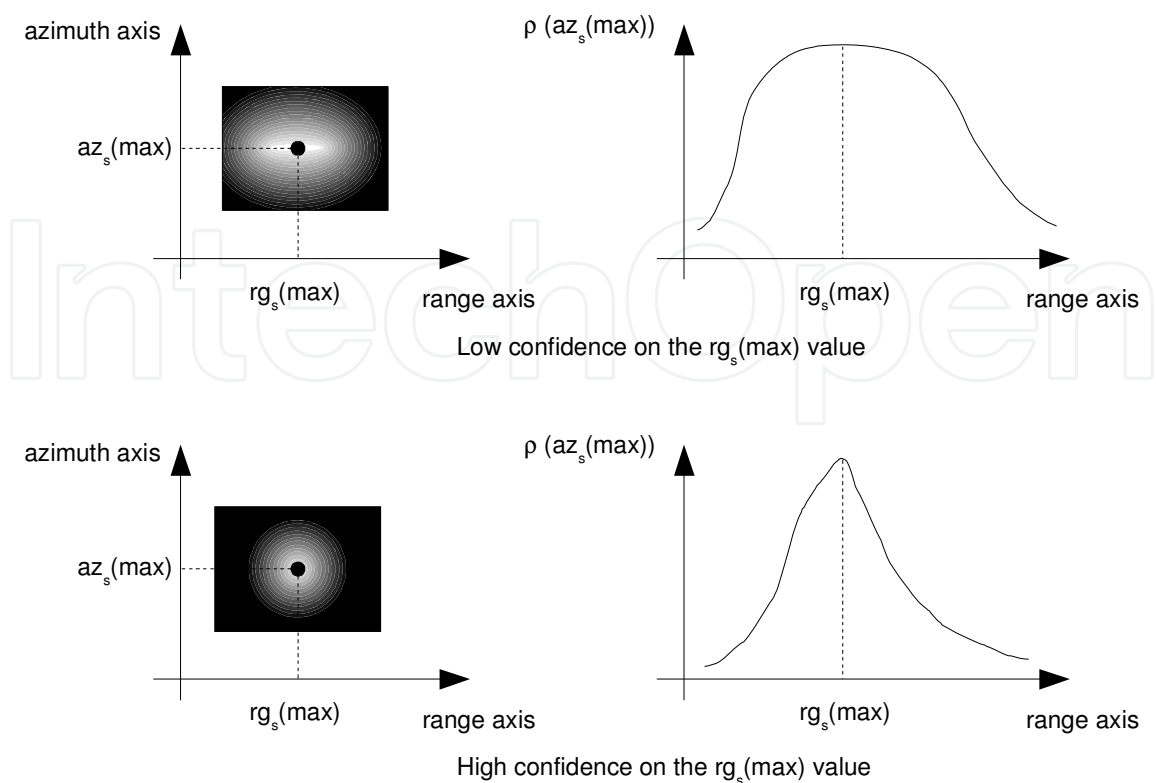 azimuth axis
ρ (az_s(max))
az_s(max)
rg_s(max)
range axis
rg_s(max)
range axis
IntechOpen
Low confidence on the rg_s(max) value
azimuth axis
ρ (az_s(max))
az_s(max)
rg_s(max)
range axis
rg_s(max)
range axis
High confidence on the rg_s(max) value